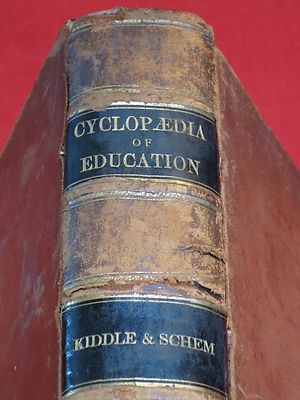 CYCLOPÆDIA
OF
EDUCATION
KIDDLE & SCHEM